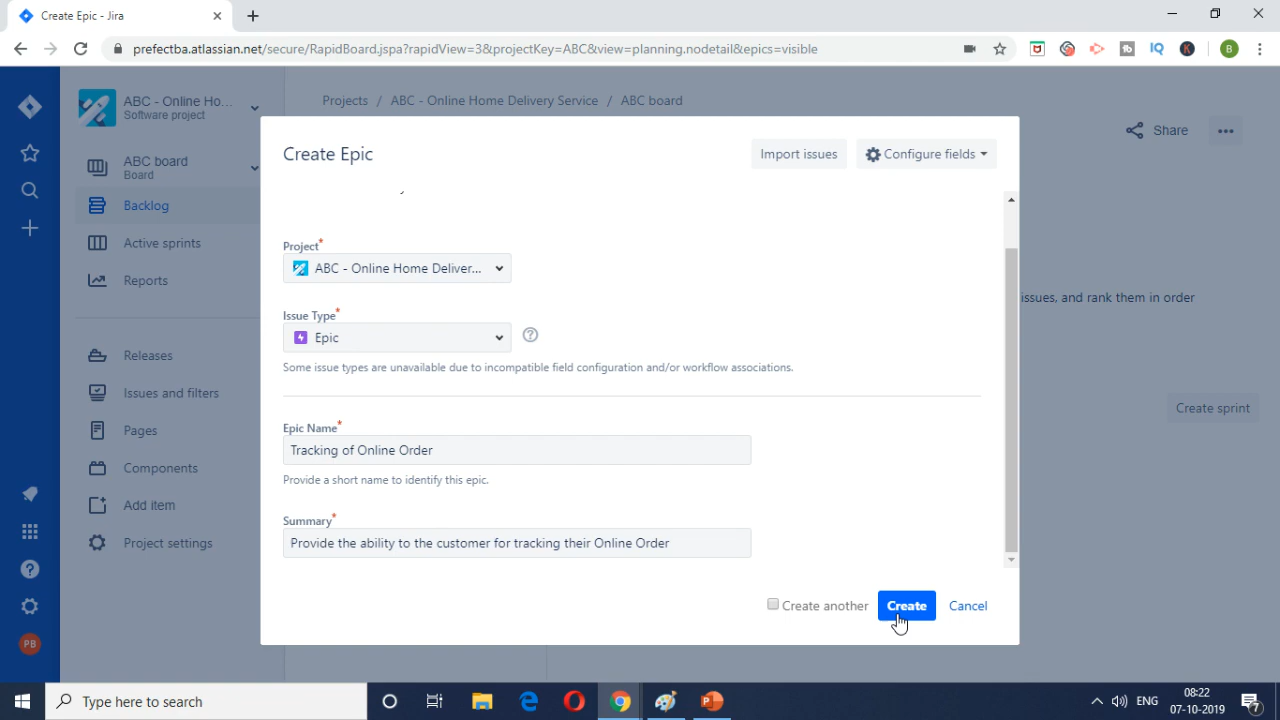 Create Epic - Jira
prefectba.atlassian.net/secure/RapidBoard.jspa?rapidView=3&projectKey=ABC&view=planning.nodetail&epics=visible
IQ
K
B
ABC - Online Ho...
Software project
Projects / ABC - Online Home Delivery Service / ABC board
Share
ABC board
Board
Backlog
Active sprints
Reports
Releases
Issues and filters
Pages
Components
Add item
Project settings
PB
Create Epic
Import issues
Configure fields
Project*
ABC - Online Home Deliver...
Issue Type*
Epic
Some issue types are unavailable due to incompatible field configuration and/or workflow associations.
Epic Name*
Tracking of Online Order
Provide a short name to identify this epic.
Summary*
Provide the ability to the customer for tracking their Online Order
Create another
Create
Cancel
issues, and rank them in order
Create sprint
Type here to search
ENG
08:22
07-10-2019
7